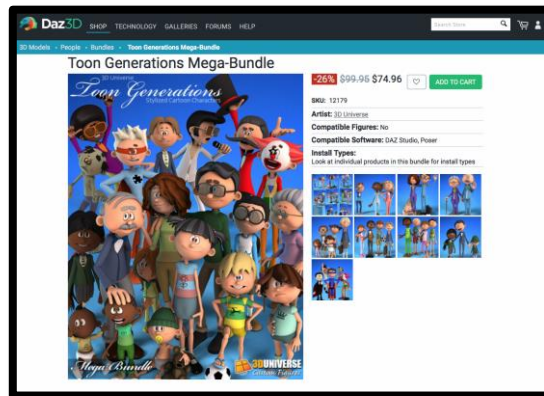 Daz3D SHOP TECHNOLOGY GALLERIES FORUMS HELP
Search Store
3D Models • People • Bundles • Toon Generations Mega-Bundle
Toon Generations Mega-Bundle
3D Universe
Toon Generations
Stylized Cartoon Characters
Mega Bundle
3DUNIVERSE
Cartoon Figures
-26% $99.95 $74.96
ADD TO CART
SKU: 12179
Artist: 3D Universe
Compatible Figures: No
Compatible Software: DAZ Studio, Poser
Install Types:
Look at individual products in this bundle for install types